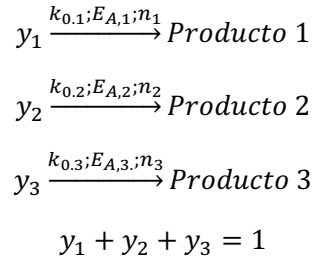 y₁ —k₀.₁;E_A,₁;n₁→ Producto 1
y₂ —k₀.₂;E_A,₂;n₂→ Producto 2
y₃ —k₀.₃;E_A,₃.;n₃→ Producto 3
y₁ + y₂ + y₃ = 1